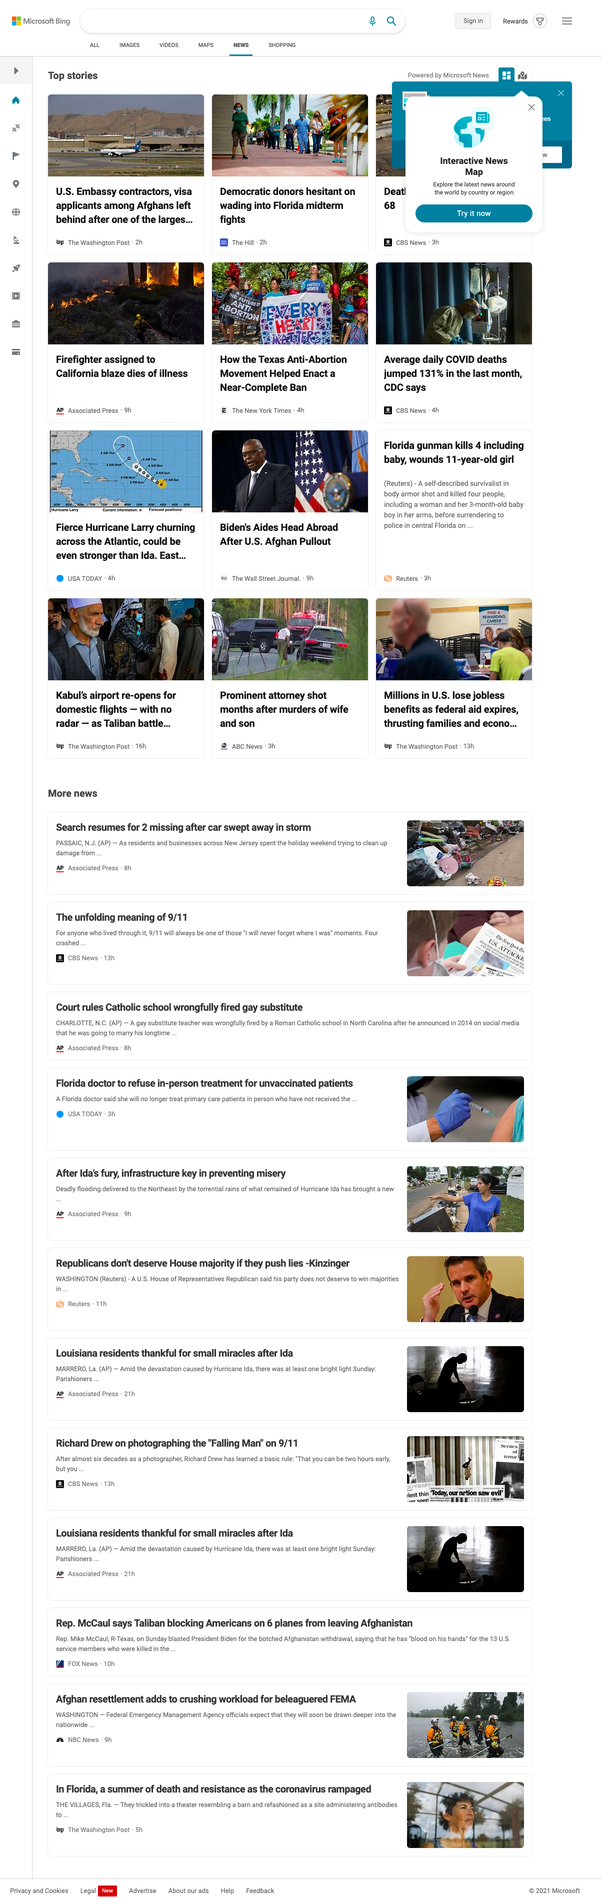 Microsoft Bing
Sign in
Rewards
ALL
IMAGES
VIDEOS
MAPS
NEWS
SHOPPING
Top stories
Powered by Microsoft News
Interactive News
Map
Explore the latest news around
the world by country or region
Try it now
U.S. Embassy contractors, visa
applicants among Afghans left
behind after one of the larges...
The Washington Post · 2h
Democratic donors hesitant on
wading into Florida midterm
fights
The Hill · 2h
68
CBS News · 3h
Firefighter assigned to
California blaze dies of illness
Associated Press · 9h
How the Texas Anti-Abortion
Movement Helped Enact a
Near-Complete Ban
The New York Times · 4h
Average daily COVID deaths
jumped 131% in the last month,
CDC says
CBS News · 4h
Fierce Hurricane Larry churning
across the Atlantic, could be
even stronger than Ida. East...
USA TODAY · 4h
Biden's Aides Head Abroad
After U.S. Afghan Pullout
The Wall Street Journal. · 9h
Florida gunman kills 4 including
baby, wounds 11-year-old girl
(Reuters) - A self-described survivalist in
body armor shot and killed four people,
including a woman and her 3-month-old baby
boy in her arms, before surrendering to
police in central Florida on ...
Reuters · 3h
Kabul's airport re-opens for
domestic flights — with no
radar — as Taliban battle...
The Washington Post · 16h
Prominent attorney shot
months after murders of wife
and son
ABC News · 3h
Millions in U.S. lose jobless
benefits as federal aid expires,
thrusting families and econo...
The Washington Post · 13h
More news
Search resumes for 2 missing after car swept away in storm
PASSAIC, N.J. (AP) — As residents and businesses across New Jersey spent the holiday weekend trying to clean up
damage from ...
Associated Press · 8h
The unfolding meaning of 9/11
For anyone who lived through it, 9/11 will always be one of those "I will never forget where I was" moments. Four
crashed ...
CBS News · 13h
Court rules Catholic school wrongfully fired gay substitute
CHARLOTTE, N.C. (AP) — A gay substitute teacher was wrongfully fired by a Roman Catholic school in North Carolina after he announced in 2014 on social media
that he was going to marry his longtime ...
Associated Press · 8h
Florida doctor to refuse in-person treatment for unvaccinated patients
A Florida doctor said she will no longer treat primary care patients in person who have not received the ...
USA TODAY · 3h
After Ida's fury, infrastructure key in preventing misery
Deadly flooding delivered to the Northeast by the torrential rains of what remained of Hurricane Ida has brought a new
...
Associated Press · 9h
Republicans don't deserve House majority if they push lies -Kinzinger
WASHINGTON (Reuters) - A U.S. House of Representatives Republican said his party does not deserve to win majorities
in ...
Reuters · 11h
Louisiana residents thankful for small miracles after Ida
MARRERO, La. (AP) — Amid the devastation caused by Hurricane Ida, there was at least one bright light Sunday:
Parishioners ...
Associated Press · 21h
Richard Drew on photographing the "Falling Man" on 9/11
After almost six decades as a photographer, Richard Drew has learned a basic rule: "That you can be two hours early,
but you ...
CBS News · 13h
Louisiana residents thankful for small miracles after Ida
MARRERO, La. (AP) — Amid the devastation caused by Hurricane Ida, there was at least one bright light Sunday:
Parishioners ...
Associated Press · 21h
Rep. McCaul says Taliban blocking Americans on 6 planes from leaving Afghanistan
Rep. Mike McCaul, R-Texas, on Sunday blasted President Biden for the botched Afghanistan withdrawal, saying that he has "blood on his hands" for the 13 U.S.
service members who were killed in the ...
FOX News · 10h
Afghan resettlement adds to crushing workload for beleaguered FEMA
WASHINGTON — Federal Emergency Management Agency officials expect that they will soon be drawn deeper into the
nationwide ...
NBC News · 9h
In Florida, a summer of death and resistance as the coronavirus rampaged
THE VILLAGES, Fla. — They trickled into a theater resembling a barn and refashioned as a site administering antibodies
to ...
The Washington Post · 5h
Privacy and Cookies
Legal
New
Advertise
About our ads
Help
Feedback
© 2021 Microsoft